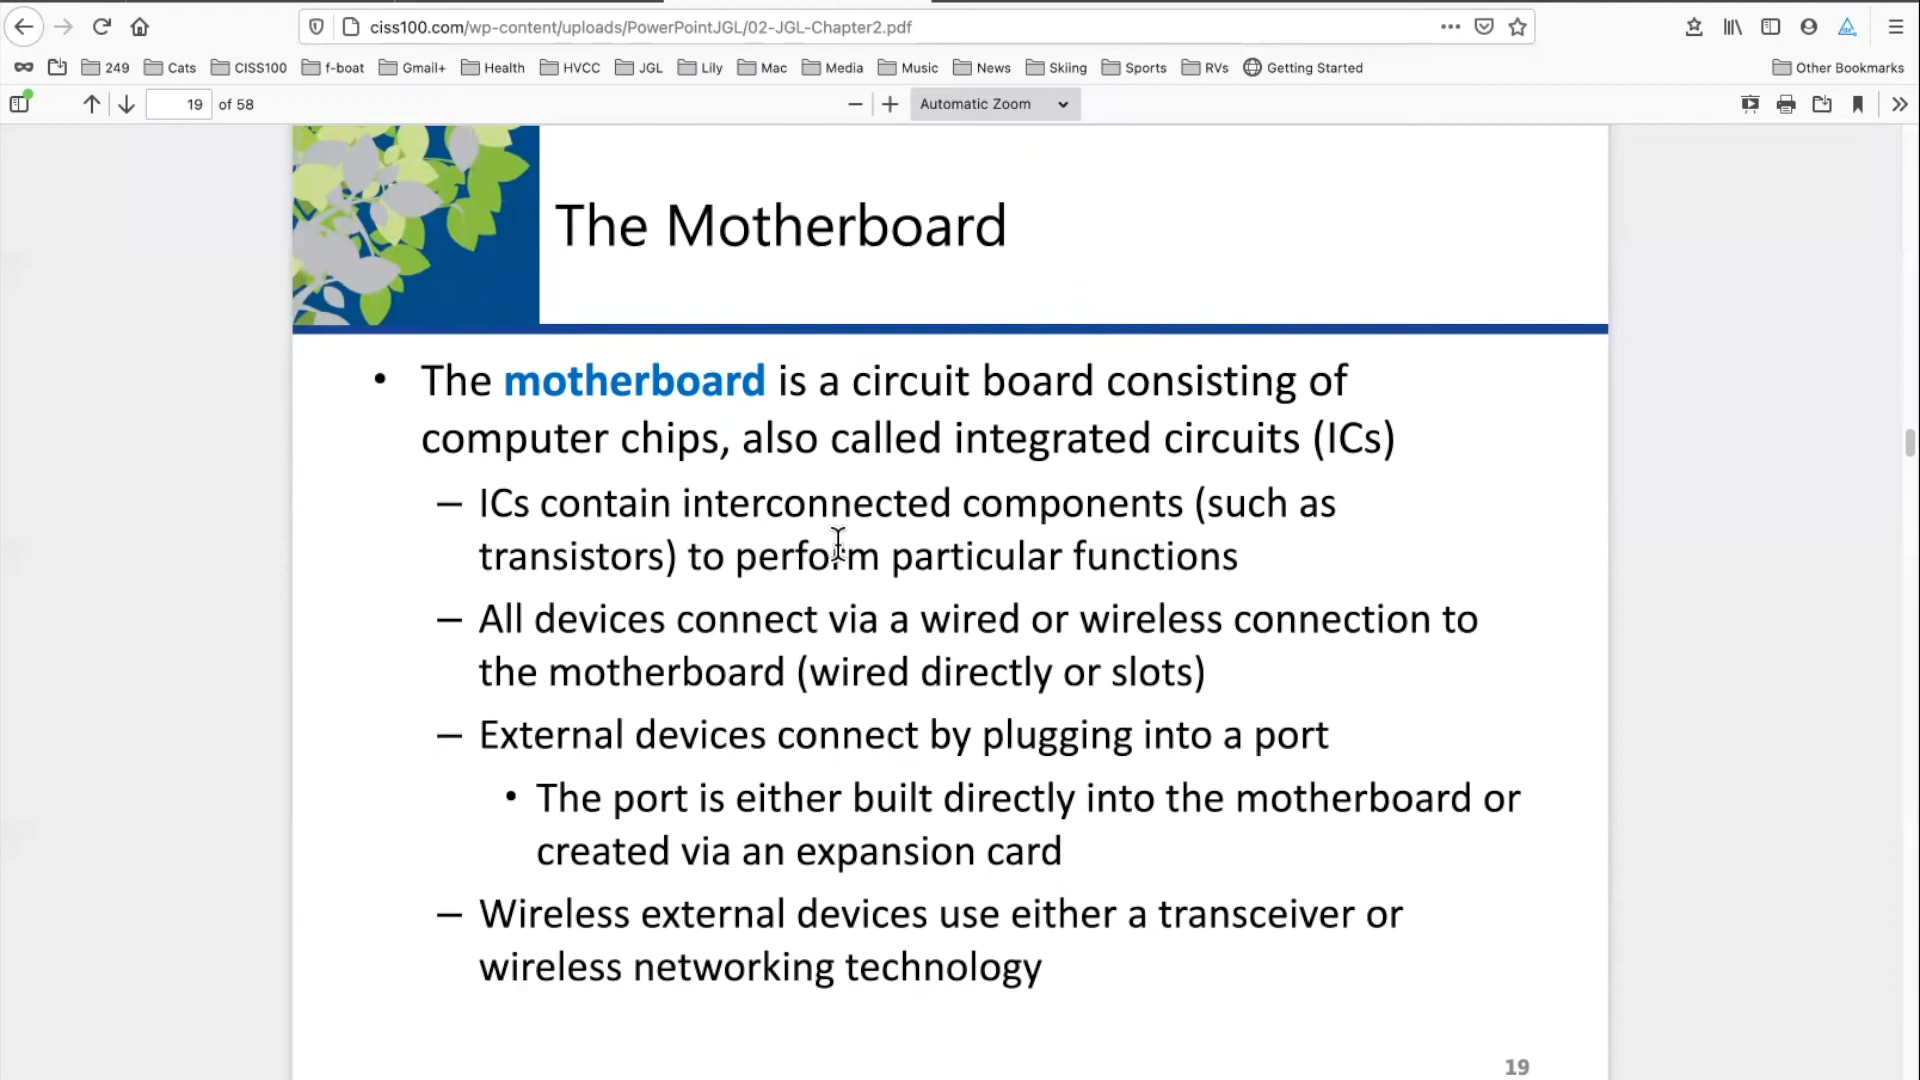 ciss100.com/wp-content/uploads/PowerPointJGL/02-JGL-Chapter2.pdf
249 Cats CISS100 f-boat Gmail+ Health HVCC JGL Lily Mac Media Music News Skiing Sports RVs Getting Started Other Bookmarks
19 of 58 Automatic Zoom
The Motherboard
• The motherboard is a circuit board consisting of
computer chips, also called integrated circuits (ICs)
– ICs contain interconnected components (such as
transistors) to perform particular functions
– All devices connect via a wired or wireless connection to
the motherboard (wired directly or slots)
– External devices connect by plugging into a port
• The port is either built directly into the motherboard or
created via an expansion card
– Wireless external devices use either a transceiver or
wireless networking technology
19